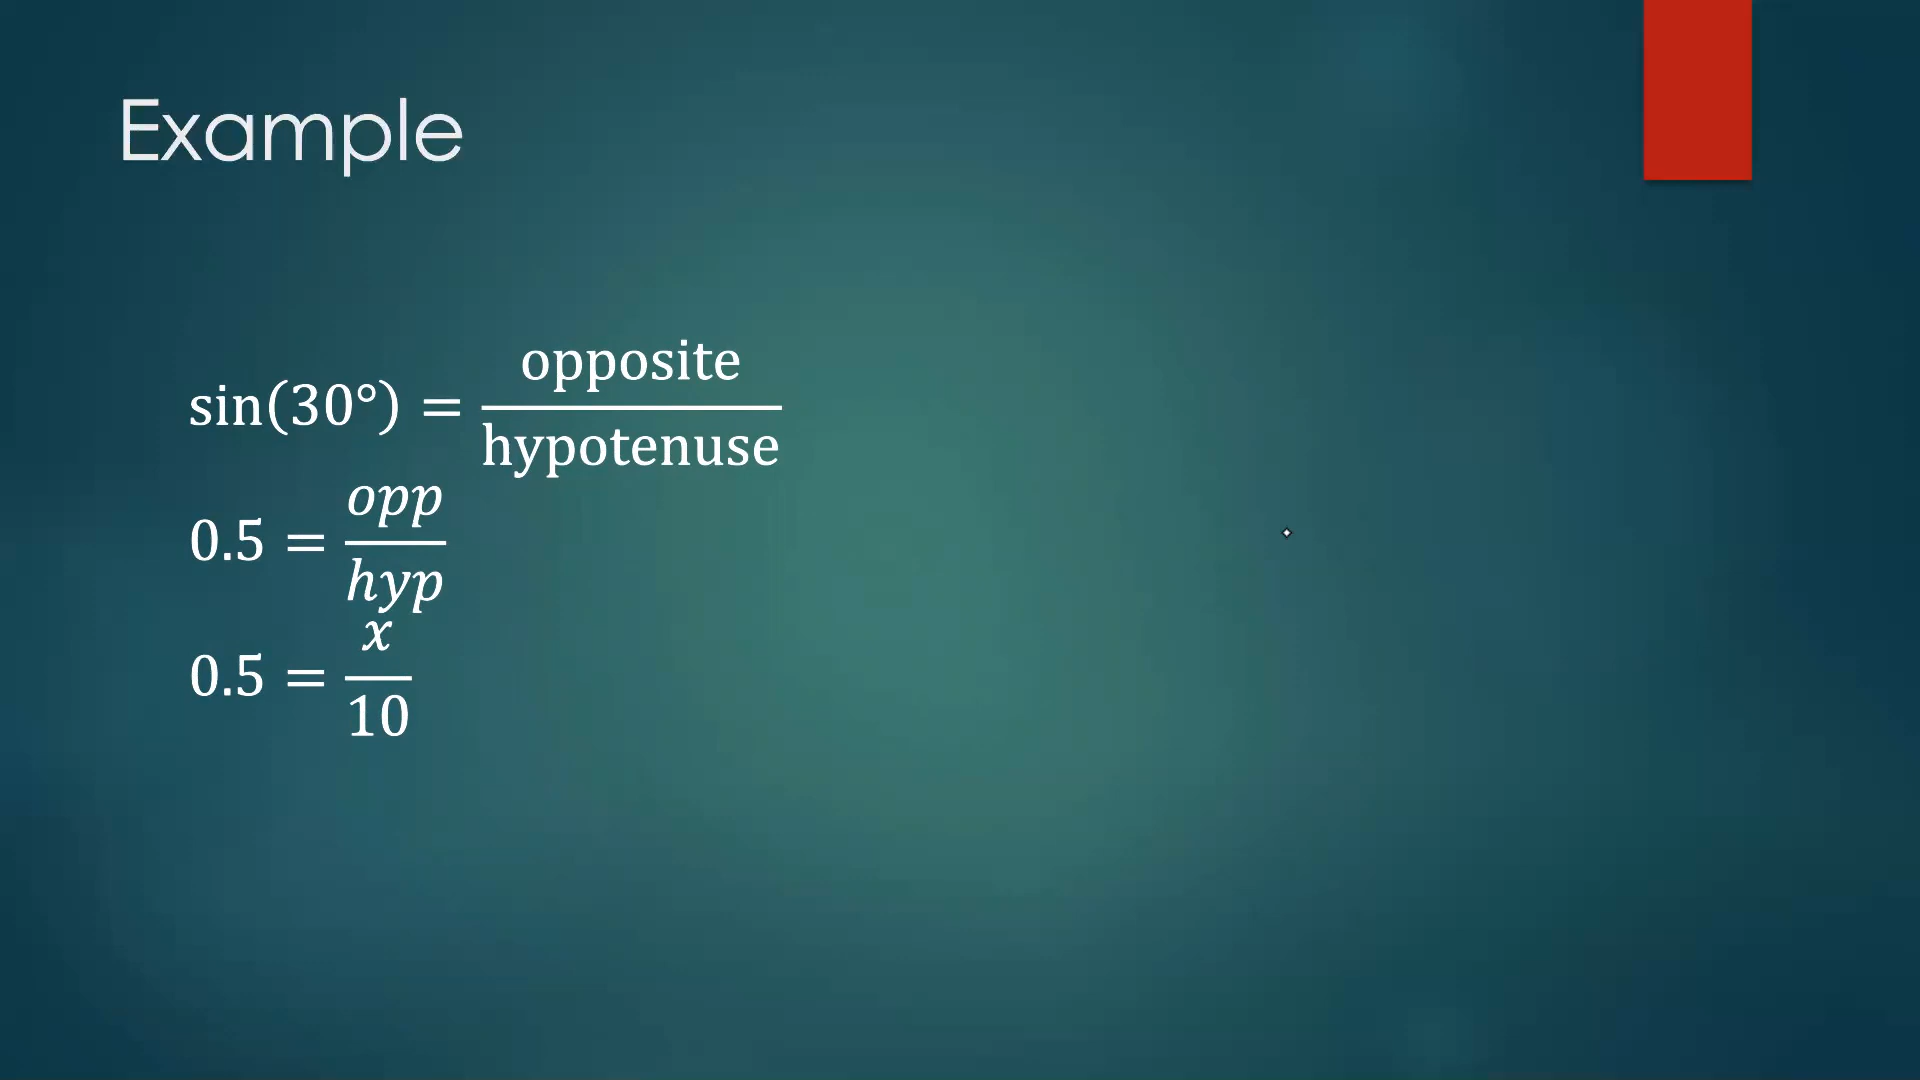 Example
sin(30°) = opposite/hypotenuse
0.5 = opp/hyp
0.5 = x/10